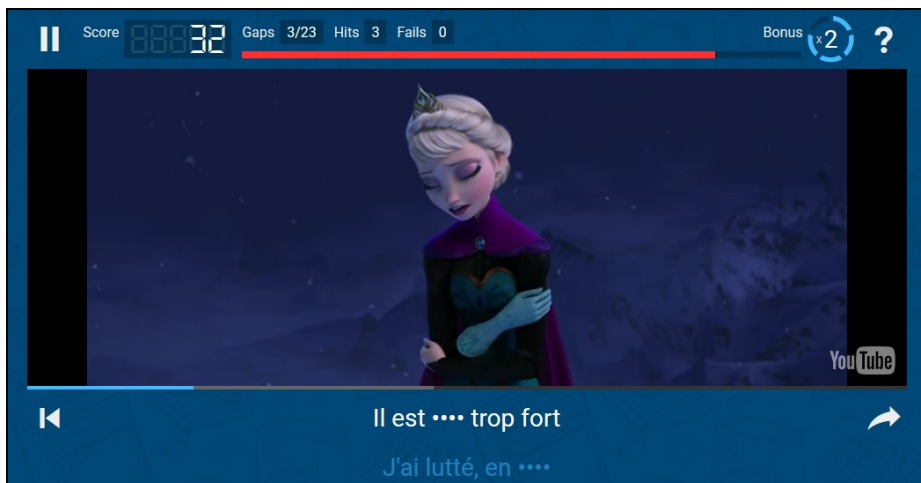 Score 32 Gaps 3/23 Hits 3 Fails 0 Bonus x2 ?
YouTube
Il est •••• trop fort
J'ai lutté, en ••••